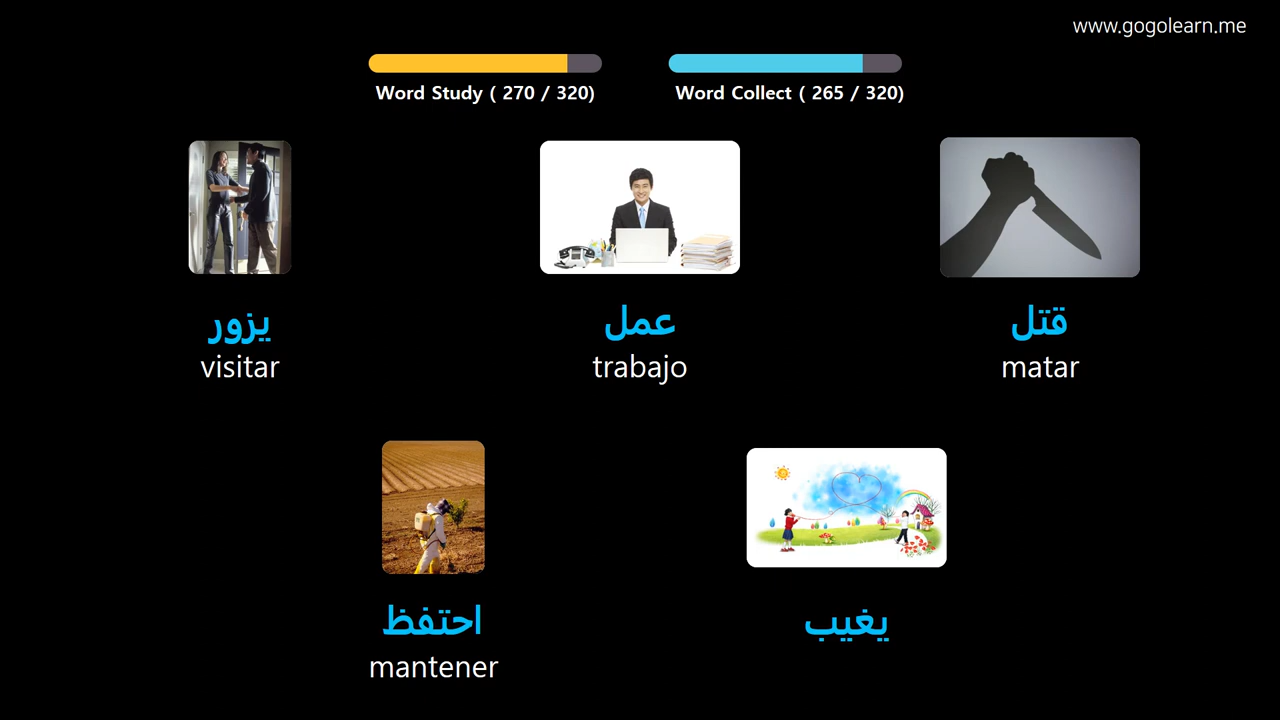 www.gogolearn.me
Word Study ( 270 / 320)
Word Collect ( 265 / 320)
يزور
visitar
عمل
trabajo
قتل
matar
احتفظ
mantener
يغيب